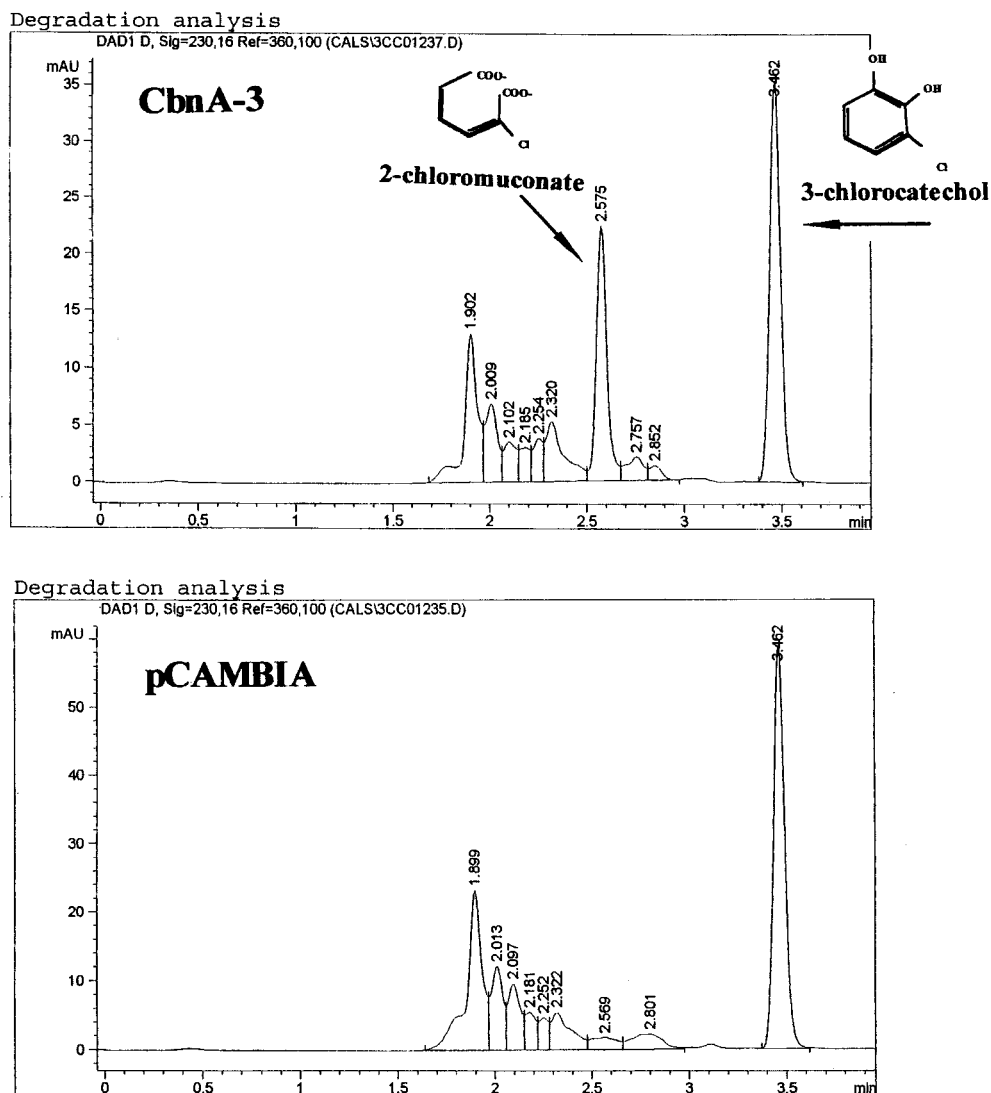 Degradation analysis
DAD1 D, Sig=230,16 Ref=360,100 (CALS\3CC01237.D)
mAU
CbnA-3
COO-
COO-
Cl
2-chloromuconate
OH
OH
Cl
3-chlorocatechol
35
30
25
20
15
10
5
0
1.902
2.009
2.102
2.185
2.254
2.320
2.575
2.757
2.852
3.462
0 0.5 1 1.5 2 2.5 3 3.5 min
Degradation analysis
DAD1 D, Sig=230,16 Ref=360,100 (CALS\3CC01235.D)
mAU
pCAMBIA
50
40
30
20
10
0
1.899
2.013
2.097
2.181
2.252
2.322
2.569
2.801
3.462
0 0.5 1 1.5 2 2.5 3 3.5 min